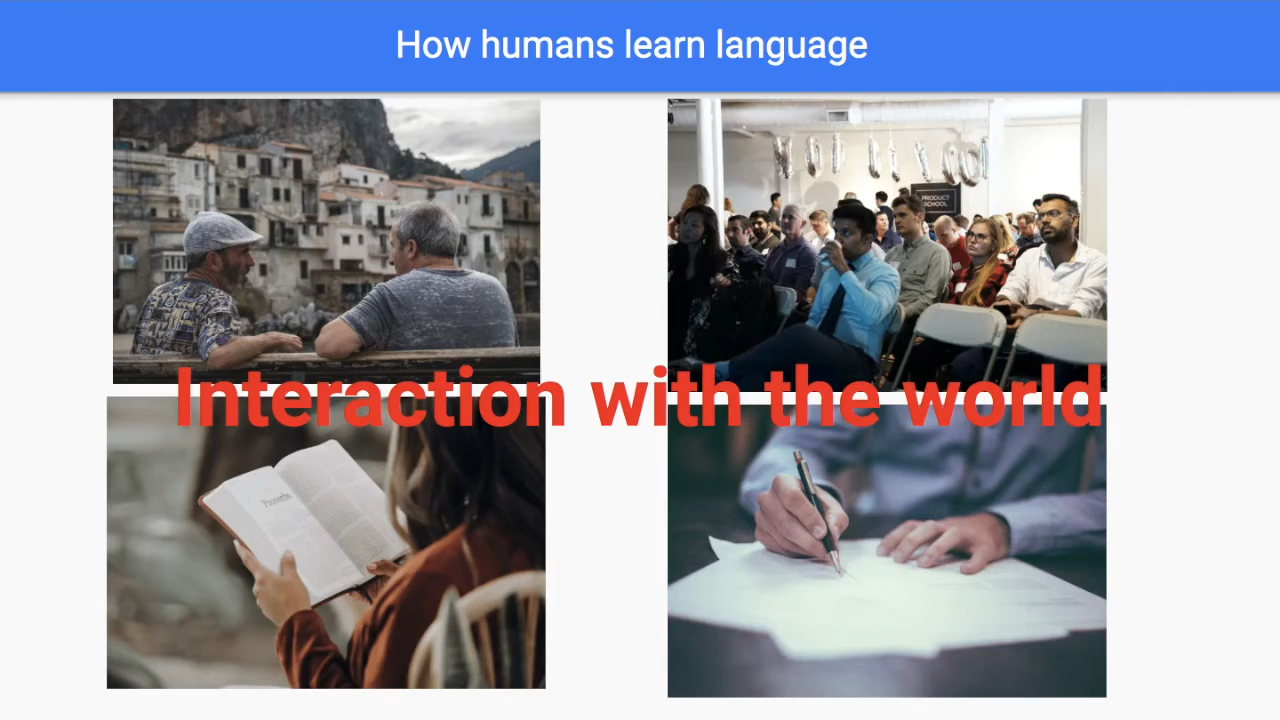 How humans learn language
PRODUCT
SCHOOL
Interaction with the world
Proverbs